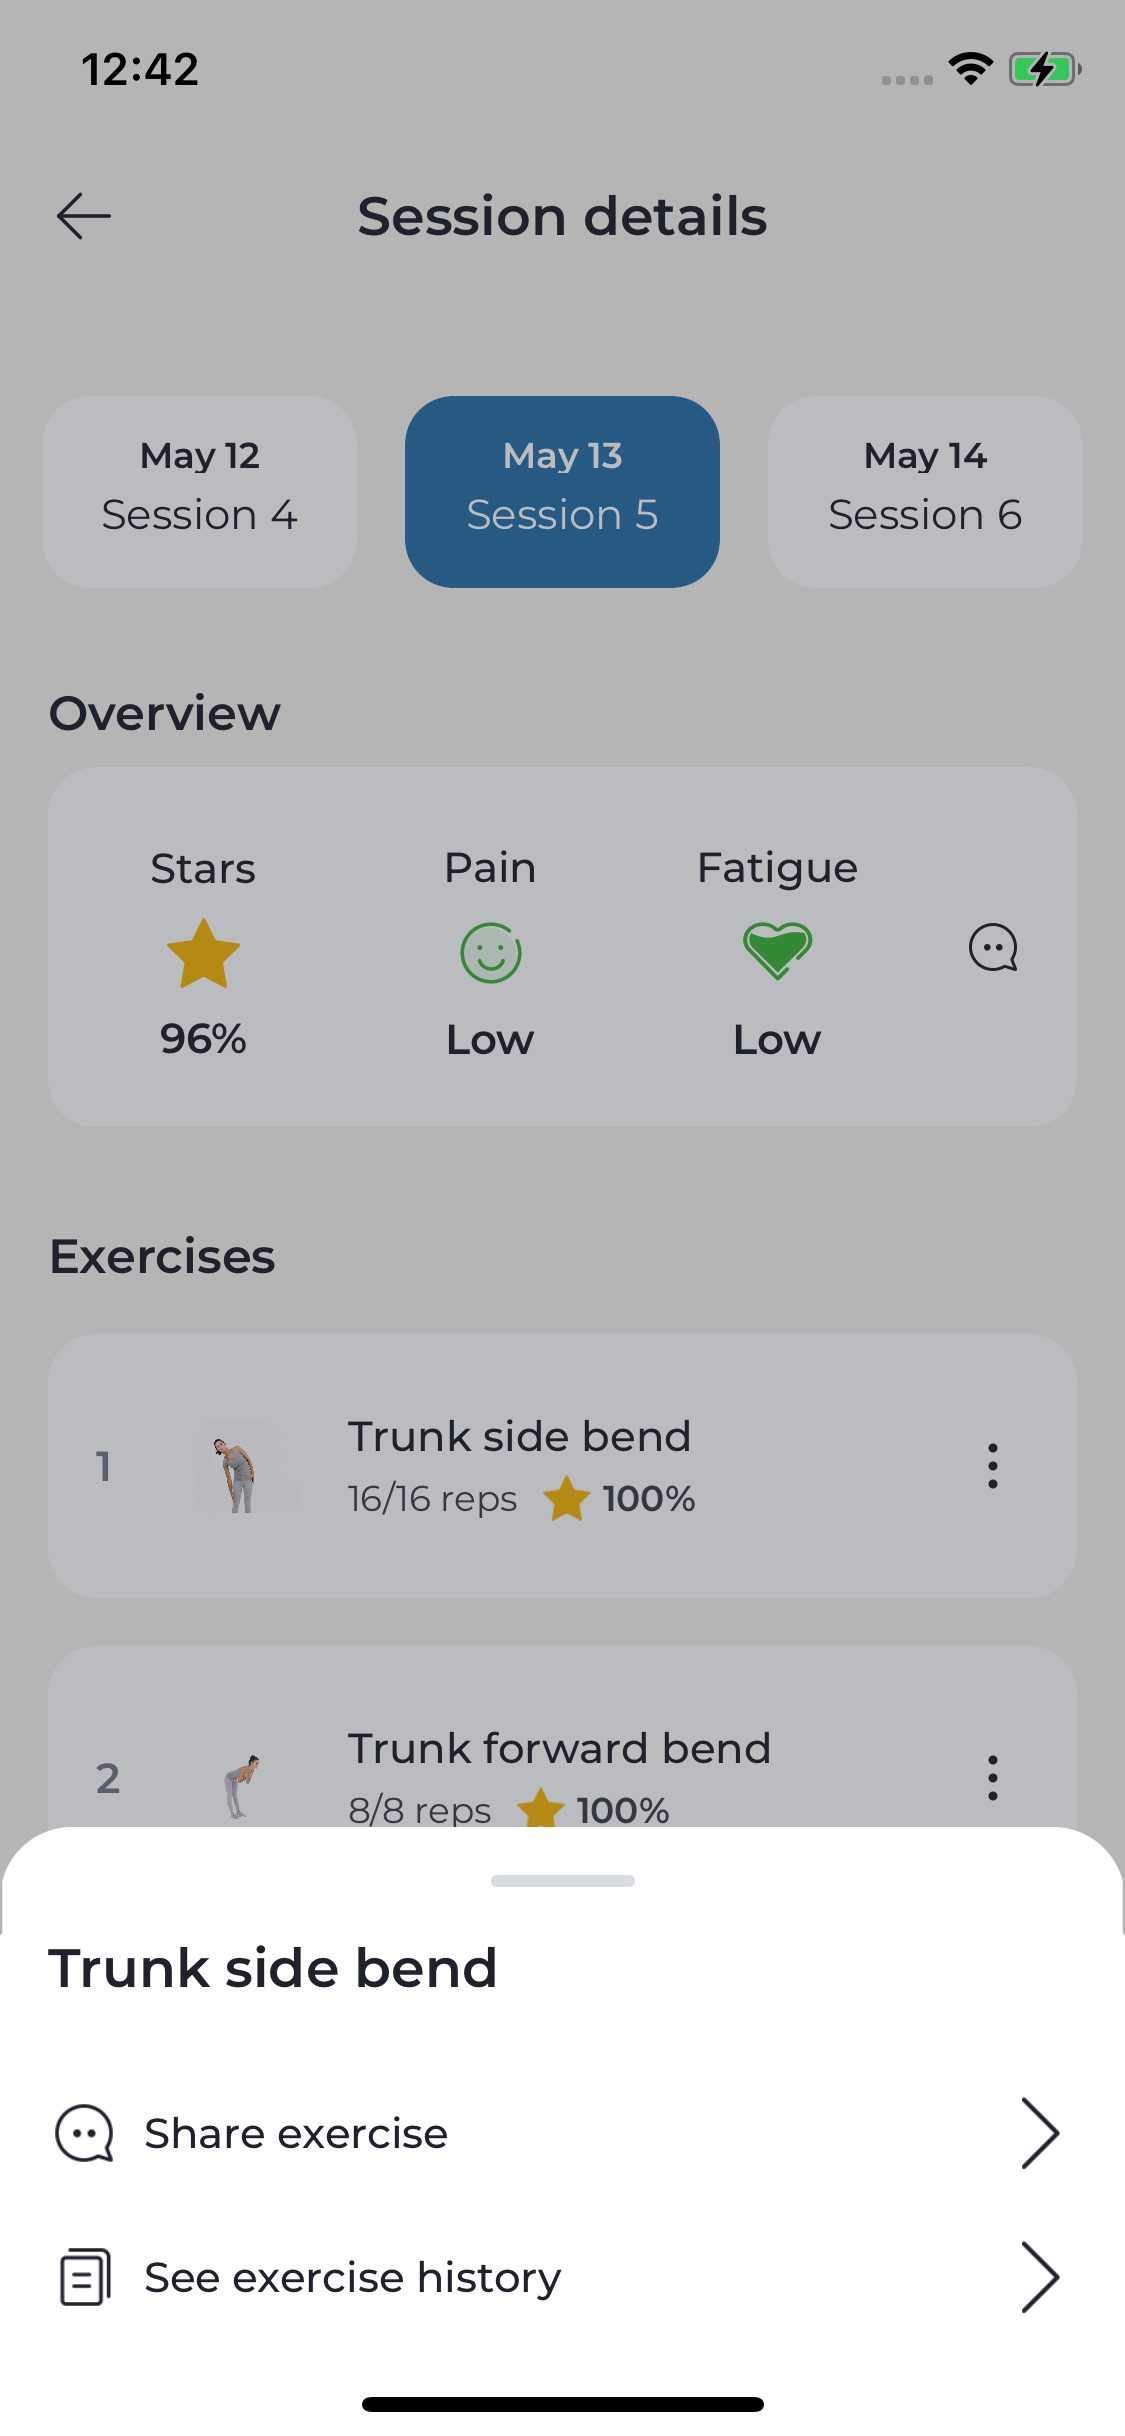 12:42
Session details
May 12
Session 4
May 13
Session 5
May 14
Session 6
Overview
Stars
96%
Pain
Low
Fatigue
Low
Exercises
1
Trunk side bend
16/16 reps 100%
2
Trunk forward bend
8/8 reps 100%
Trunk side bend
Share exercise
See exercise history